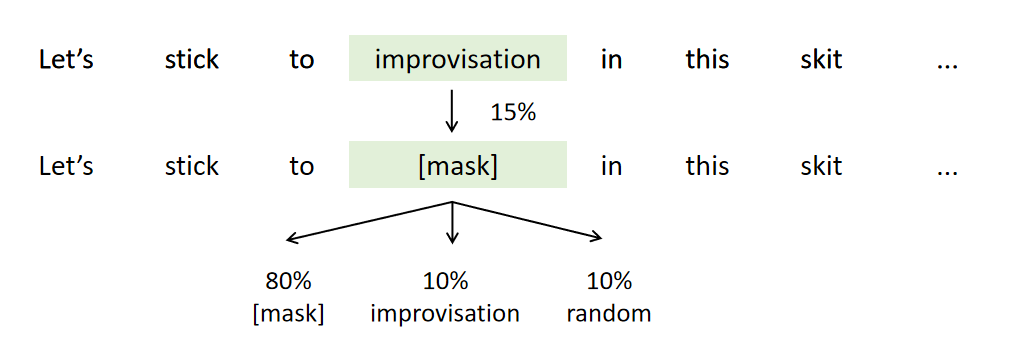 Let’s stick to improvisation in this skit ...
15%
Let’s stick to [mask] in this skit ...
80% 10% 10%
[mask] improvisation random